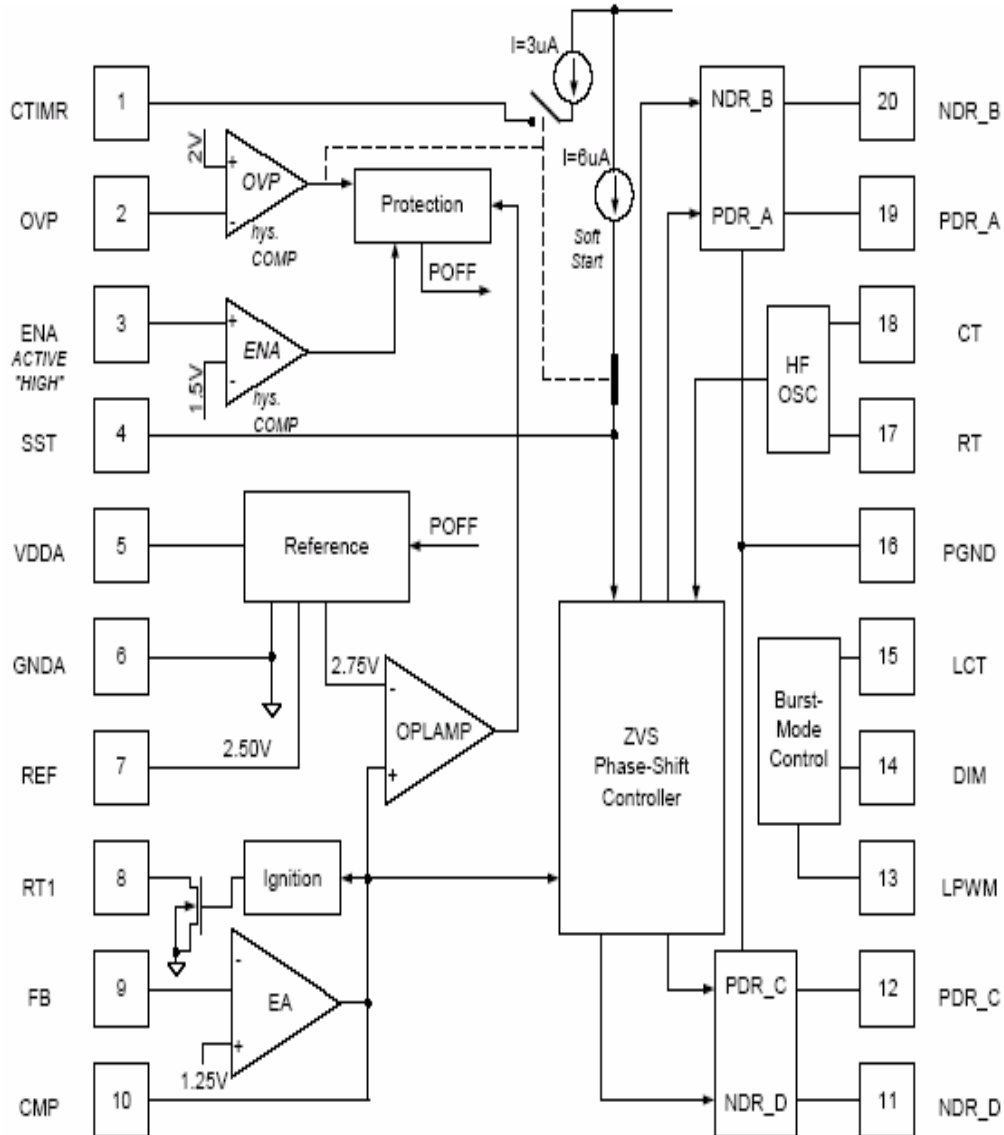 I=3uA
CTIMR
1
NDR_B
20
NDR_B
2V
+
OVP
-
hys.
COMP
Protection
I=6uA
Soft
Start
OVP
2
PDR_A
19
PDR_A
POFF
ENA
ACTIVE
"HIGH"
3
+
ENA
-
1.5V
hys.
COMP
HF
OSC
18
CT
SST
4
17
RT
VDDA
5
Reference
POFF
16
PGND
GNDA
6
2.75V
-
OPLAMP
+
ZVS
Phase-Shift
Controller
Burst-
Mode
Control
15
LCT
REF
7
2.50V
14
DIM
RT1
8
Ignition
13
LPWM
FB
9
-
EA
+
1.25V
PDR_C
12
PDR_C
CMP
10
NDR_D
11
NDR_D